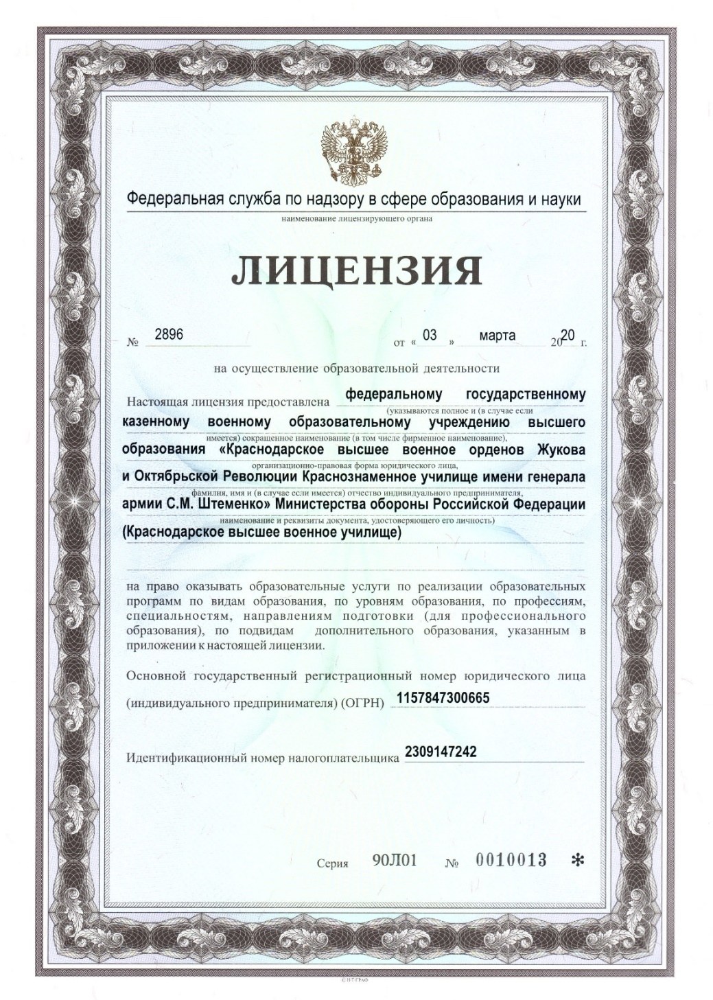 Федеральная служба по надзору в сфере образования и науки
наименование лицензирующего органа
ЛИЦЕНЗИЯ
№ 2896 от « 03 » марта 2020 г.
на осуществление образовательной деятельности
Настоящая лицензия предоставлена федеральному государственному
(указываются полное и (в случае если
казенному военному образовательному учреждению высшего
имеется) сокращенное наименование (в том числе фирменное наименование),
образования «Краснодарское высшее военное орденов Жукова
организационно-правовая форма юридического лица,
и Октябрьской Революции Краснознаменное училище имени генерала
фамилия, имя и (в случае если имеется) отчество индивидуального предпринимателя,
армии С.М. Штеменко» Министерства обороны Российской Федерации
наименование и реквизиты документа, удостоверяющего его личность)
(Краснодарское высшее военное училище)
на право оказывать образовательные услуги по реализации образовательных
программ по видам образования, по уровням образования, по профессиям,
специальностям, направлениям подготовки (для профессионального
образования), по подвидам дополнительного образования, указанным в
приложении к настоящей лицензии.
Основной государственный регистрационный номер юридического лица
(индивидуального предпринимателя) (ОГРН) 1157847300665
Идентификационный номер налогоплательщика 2309147242
Серия 90Л01 № 0010013 *